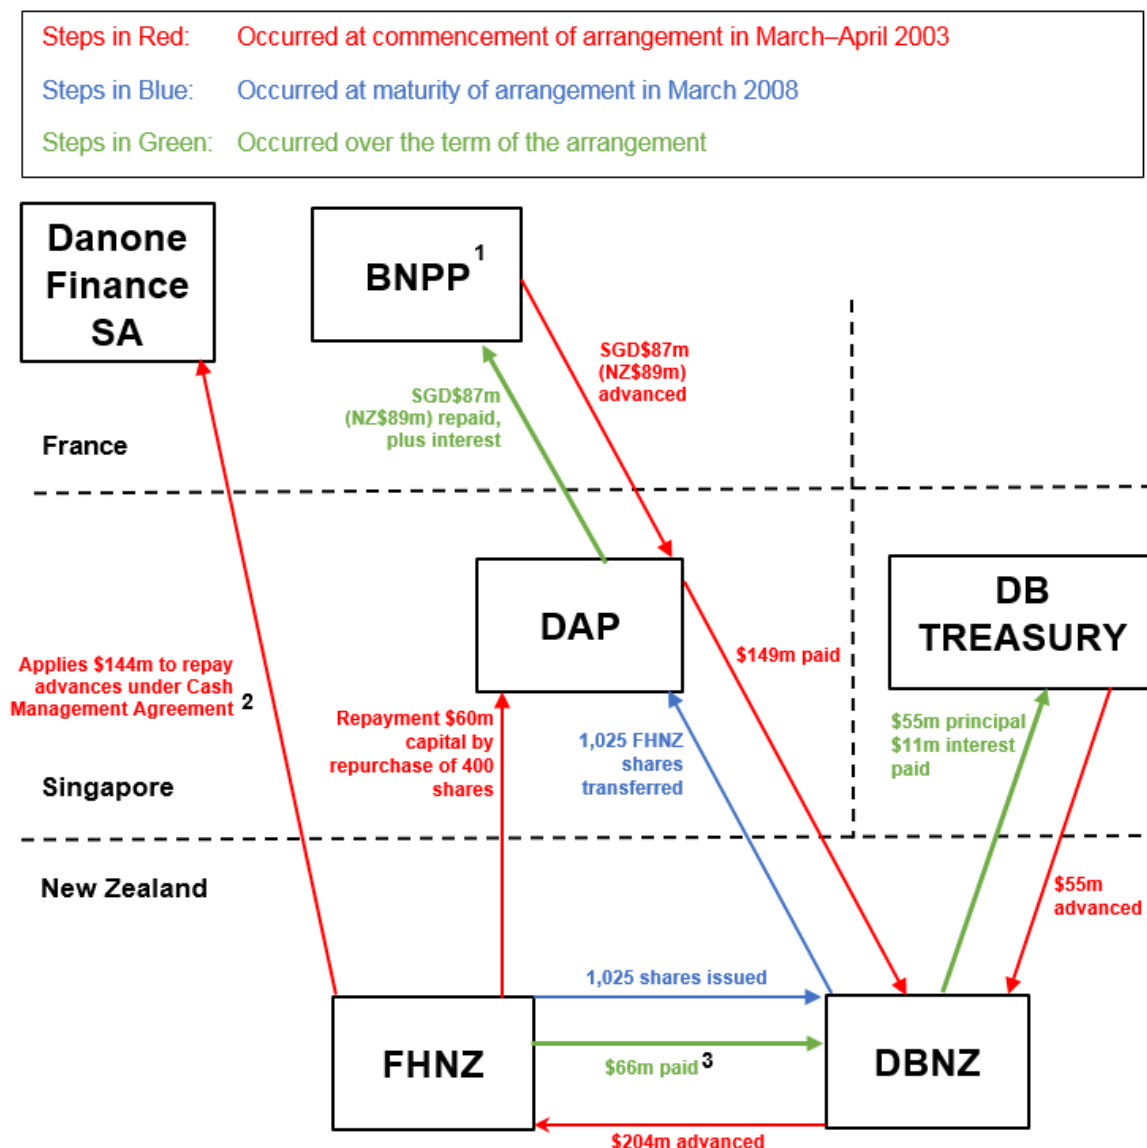 Steps in Red: Occurred at commencement of arrangement in March–April 2003
Steps in Blue: Occurred at maturity of arrangement in March 2008
Steps in Green: Occurred over the term of the arrangement
Danone
Finance
SA
BNPP 1
SGD$87m
(NZ$89m)
advanced
SGD$87m
(NZ$89m) repaid,
plus interest
France
DAP
DB
TREASURY
$149m paid
Applies $144m to repay
advances under Cash
Management Agreement 2
Repayment $60m
capital by
repurchase of 400
shares
1,025 FHNZ
shares
transferred
$55m principal
$11m interest
paid
Singapore
New Zealand
$55m
advanced
1,025 shares issued
FHNZ
$66m paid 3
DBNZ
$204m advanced